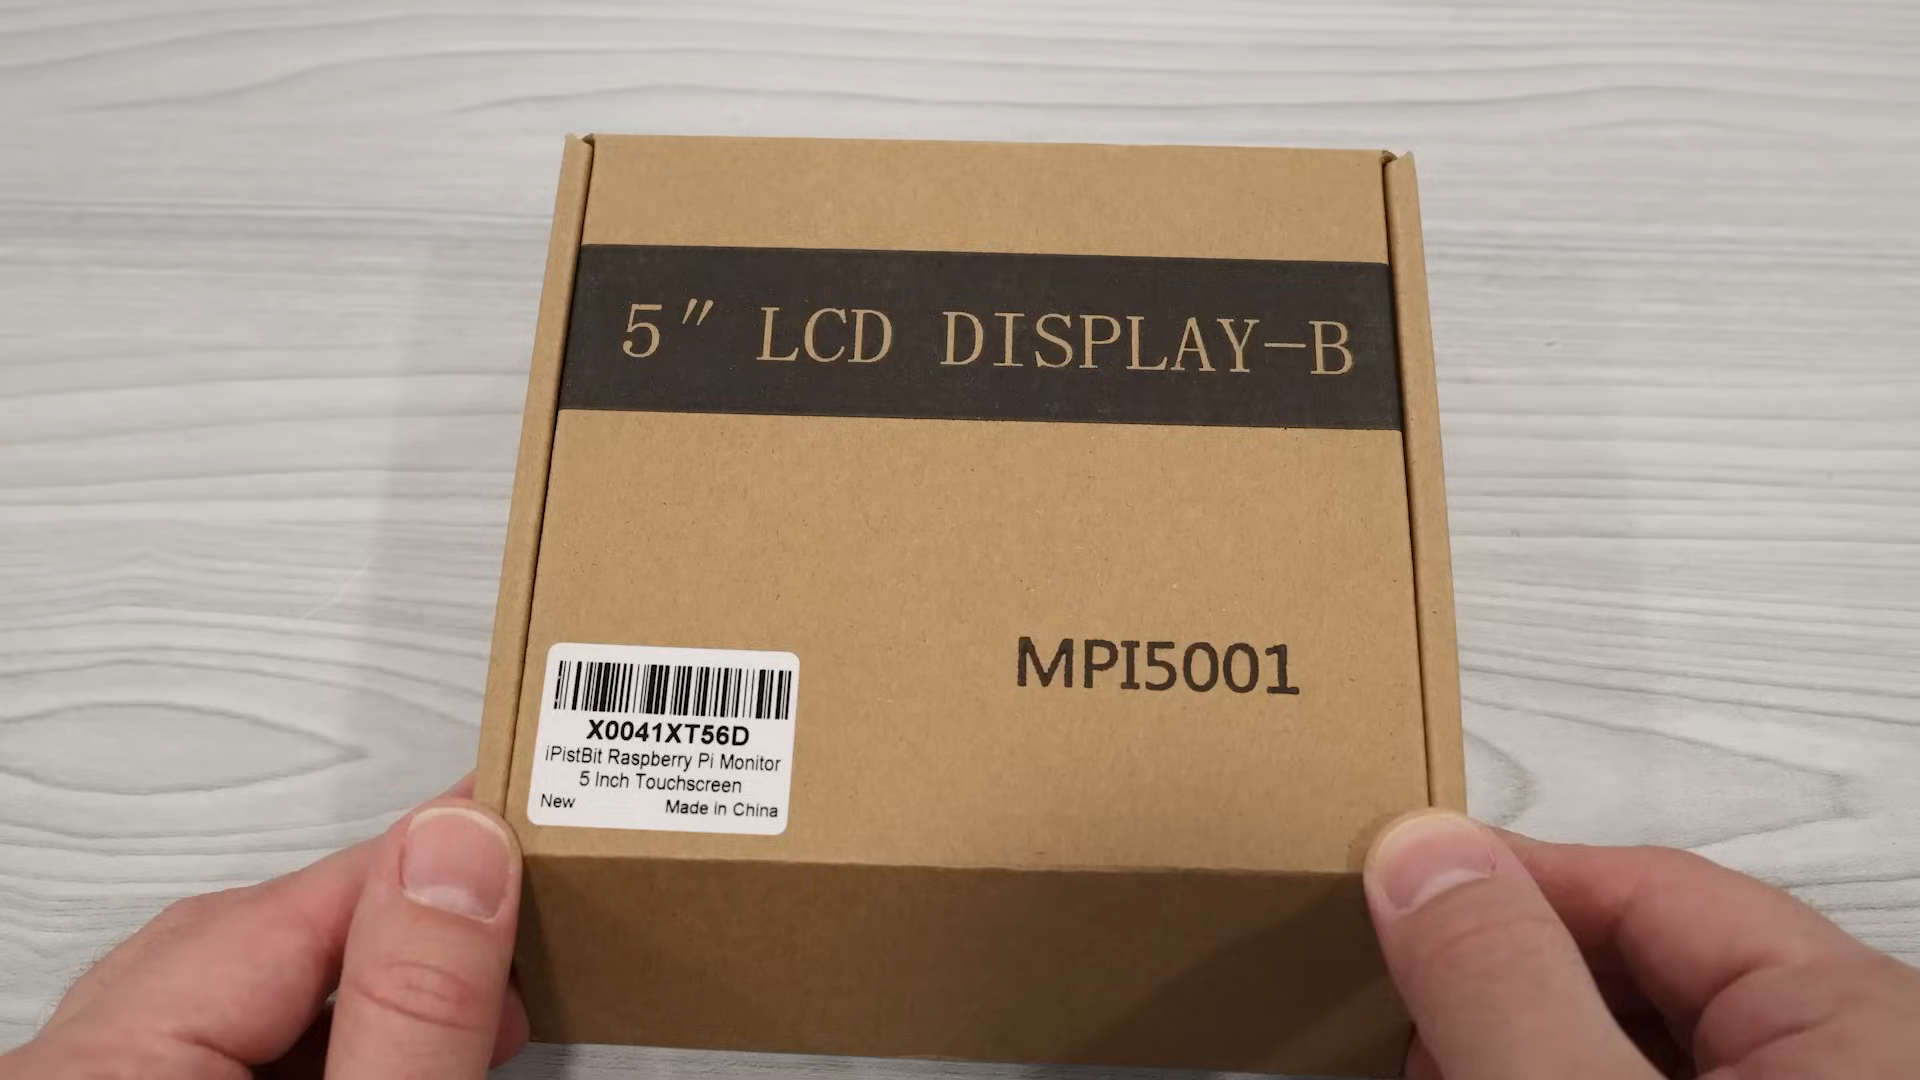 5" LCD DISPLAY-B
MPI5001
X0041XT56D
iPistBit Raspberry Pi Monitor
5 Inch Touchscreen
New Made in China